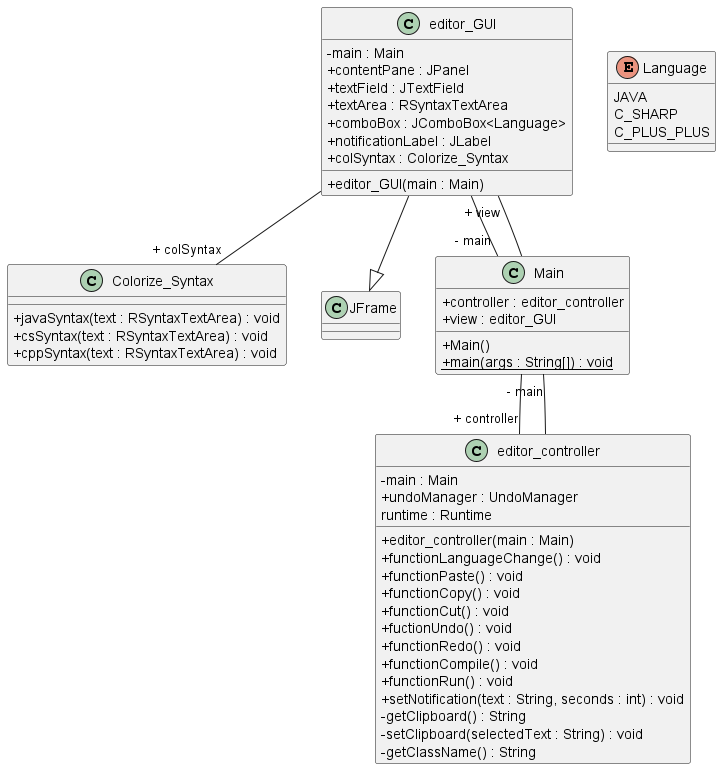 C editor_GUI
-main : Main
+contentPane : JPanel
+textField : JTextField
+textArea : RSyntaxTextArea
+comboBox : JComboBox<Language>
+notificationLabel : JLabel
+colSyntax : Colorize_Syntax
+editor_GUI(main : Main)
E Language
JAVA
C_SHARP
C_PLUS_PLUS
+ colSyntax
+ view
- main
C Colorize_Syntax
+javaSyntax(text : RSyntaxTextArea) : void
+csSyntax(text : RSyntaxTextArea) : void
+cppSyntax(text : RSyntaxTextArea) : void
C JFrame
C Main
+controller : editor_controller
+view : editor_GUI
+Main()
+main(args : String[]) : void
- main
+ controller
C editor_controller
-main : Main
+undoManager : UndoManager
runtime : Runtime
+editor_controller(main : Main)
+functionLanguageChange() : void
+functionPaste() : void
+functionCopy() : void
+functionCut() : void
+fuctionUndo() : void
+functionRedo() : void
+functionCompile() : void
+functionRun() : void
+setNotification(text : String, seconds : int) : void
-getClipboard() : String
-setClipboard(selectedText : String) : void
-getClassName() : String